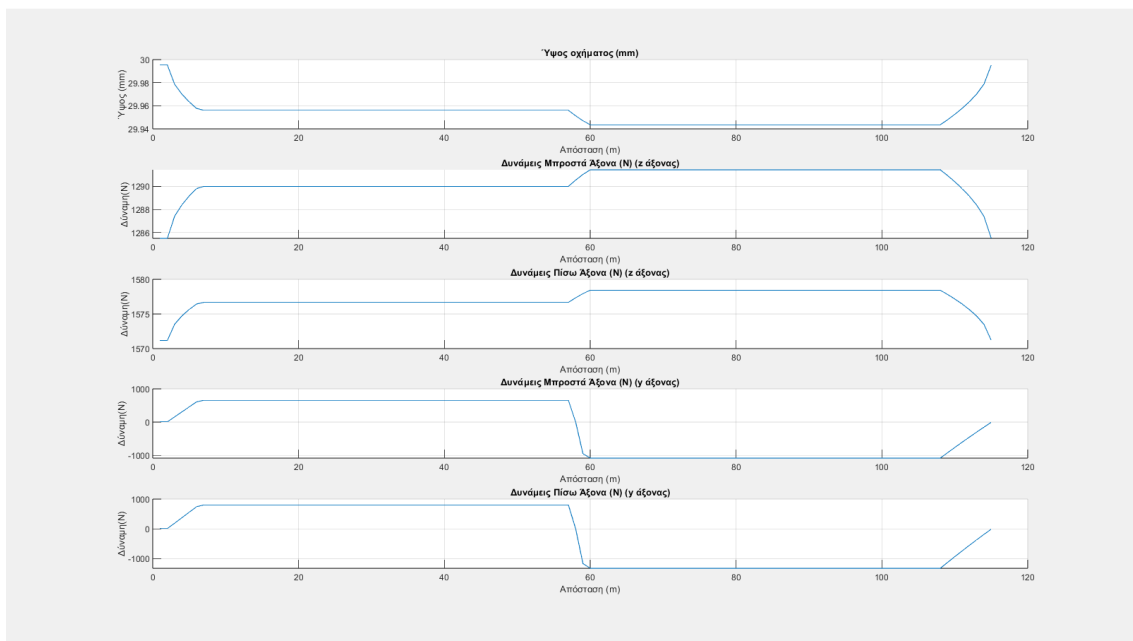 Ύψος οχήματος (mm)
30
29.98
29.96
29.94
Ύψος (mm)
0 20 40 60 80 100 120
Απόσταση (m)
Δυνάμεις Μπροστά Άξονα (N) (z άξονας)
1290
1288
1286
Δύναμη(N)
0 20 40 60 80 100 120
Απόσταση (m)
Δυνάμεις Πίσω Άξονα (N) (z άξονας)
1580
1575
1570
Δύναμη(N)
0 20 40 60 80 100 120
Απόσταση (m)
Δυνάμεις Μπροστά Άξονα (N) (y άξονας)
1000
0
-1000
Δύναμη(N)
0 20 40 60 80 100 120
Απόσταση (m)
Δυνάμεις Πίσω Άξονα (N) (y άξονας)
1000
0
-1000
Δύναμη(N)
0 20 40 60 80 100 120
Απόσταση (m)